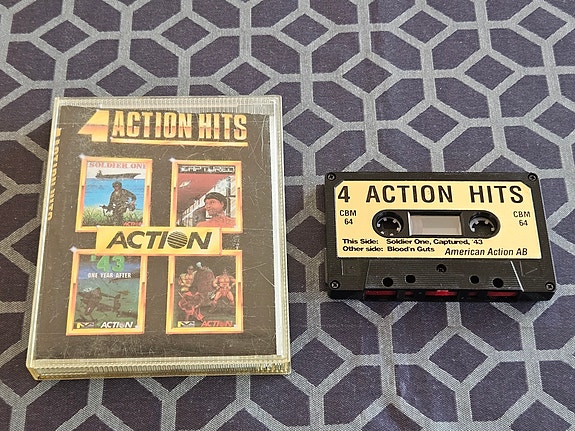 4 ACTION HITS
SOLDIER ONE
CAPTURED
ACTION
'43
ONE YEAR AFTER
ACTION
ACTION
4 ACTION HITS
CBM
64
CBM
64
This Side: Soldier One, Captured, '43
Other side: Blood'n Guts
American Action AB